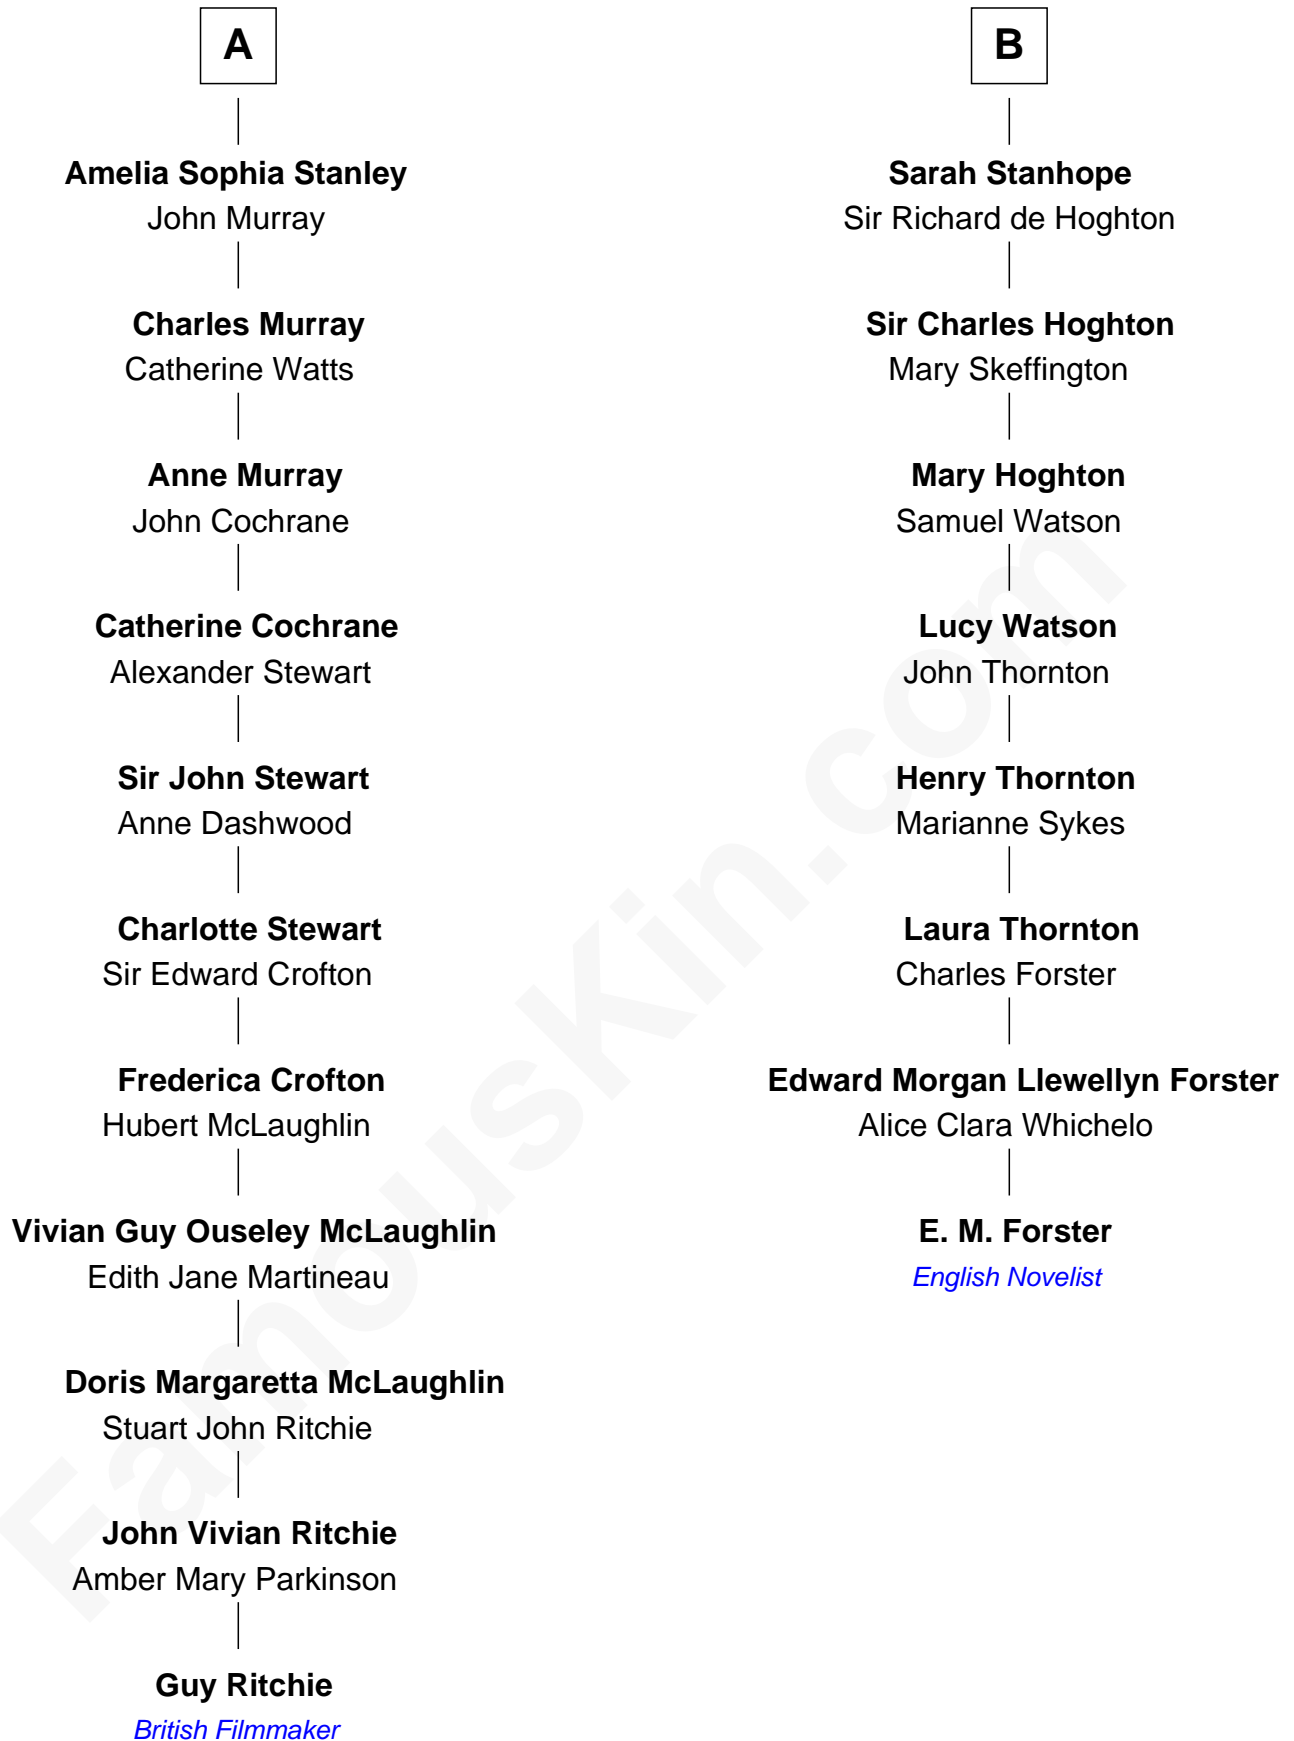 A
Amelia Sophia Stanley
John Murray
Charles Murray
Catherine Watts
Anne Murray
John Cochrane
Catherine Cochrane
Alexander Stewart
Sir John Stewart
Anne Dashwood
Charlotte Stewart
Sir Edward Crofton
Frederica Crofton
Hubert McLaughlin
Vivian Guy Ouseley McLaughlin
Edith Jane Martineau
Doris Margaretta McLaughlin
Stuart John Ritchie
John Vivian Ritchie
Amber Mary Parkinson
Guy Ritchie
British Filmmaker
B
Sarah Stanhope
Sir Richard de Hoghton
Sir Charles Hoghton
Mary Skeffington
Mary Hoghton
Samuel Watson
Lucy Watson
John Thornton
Henry Thornton
Marianne Sykes
Laura Thornton
Charles Forster
Edward Morgan Llewellyn Forster
Alice Clara Whichelo
E. M. Forster
English Novelist
FamousKin.com